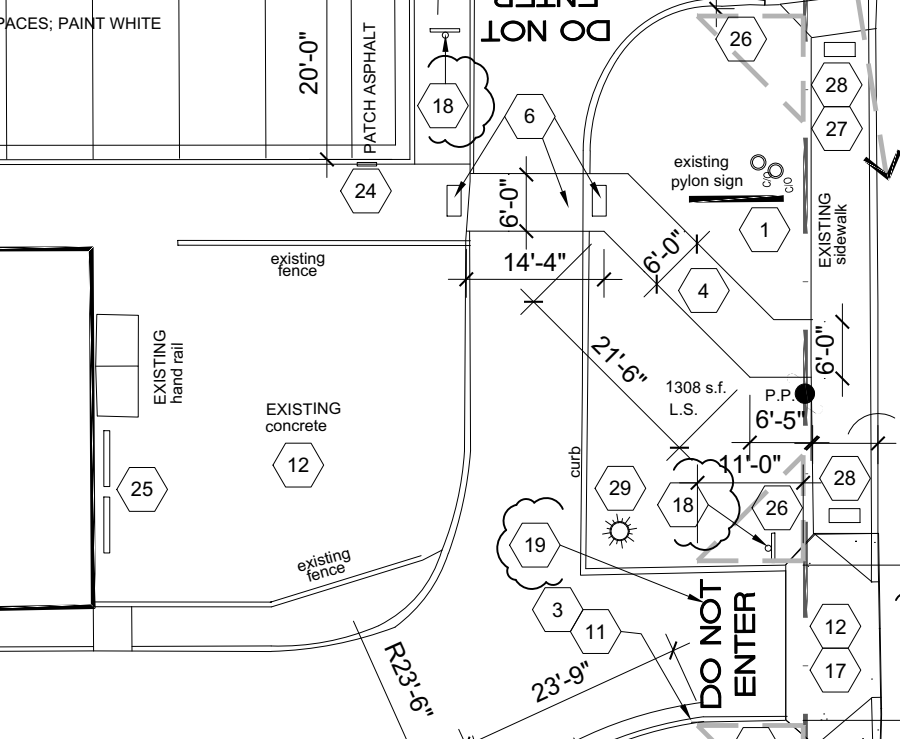 PACES; PAINT WHITE
20'-0"
PATCH ASPHALT
DO NOT
ENTER
18
6
26
28
27
24
existing
pylon sign
C/O
C/O
1
EXISTING
sidewalk
6'-0"
existing
fence
14'-4"
6'-0"
4
21'-6"
6'-0"
1308 s.f.
L.S.
P.P.
6'-5"
EXISTING
hand rail
EXISTING
concrete
12
25
curb
11'-0"
28
29
18
26
19
existing
fence
3
11
DO NOT
ENTER
12
17
R23'-6"
23'-9"